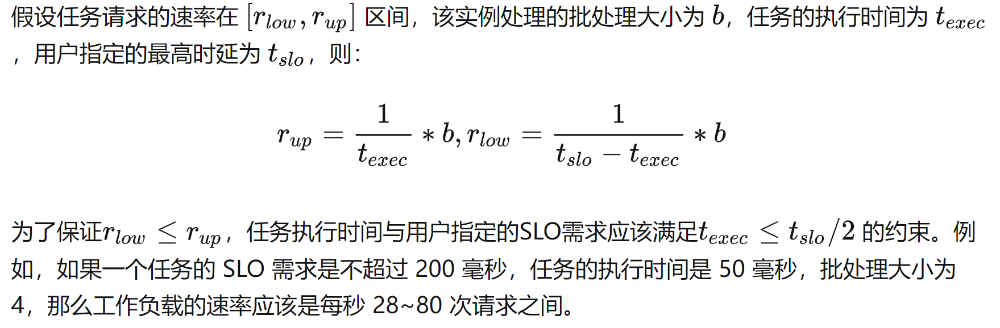 假设任务请求的速率在 [r_{low}, r_{up}] 区间，该实例处理的批处理大小为 b，任务的执行时间为 t_{exec}
，用户指定的最高时延为 t_{slo}，则：
r_{up} = \frac{1}{t_{exec}} * b, r_{low} = \frac{1}{t_{slo} - t_{exec}} * b
为了保证r_{low} ≤ r_{up}，任务执行时间与用户指定的SLO需求应该满足t_{exec} ≤ t_{slo}/2 的约束。例
如，如果一个任务的 SLO 需求是不超过 200 毫秒，任务的执行时间是 50 毫秒，批处理大小为
4，那么工作负载的速率应该是每秒 28~80 次请求之间。